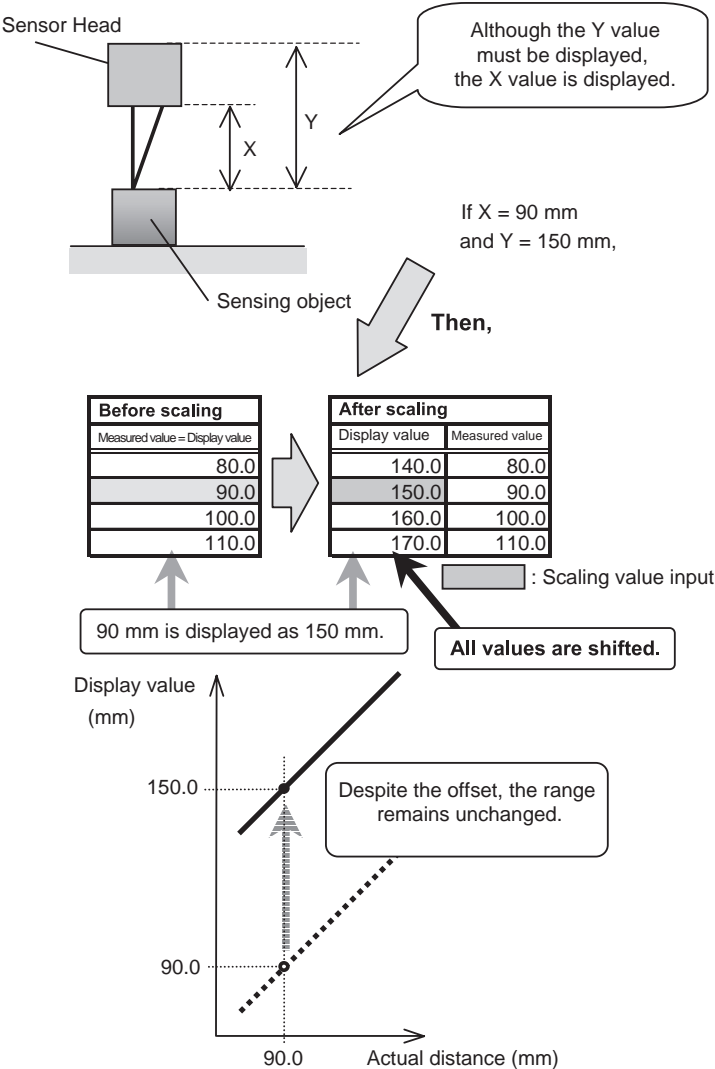 Sensor Head
Although the Y value
must be displayed,
the X value is displayed.
Y
X
If X = 90 mm
and Y = 150 mm,
Sensing object
Then,
Before scaling
Measured value = Display value
80.0
90.0
100.0
110.0
After scaling
Display value Measured value
140.0 80.0
150.0 90.0
160.0 100.0
170.0 110.0
: Scaling value input
90 mm is displayed as 150 mm.
All values are shifted.
Display value
(mm)
150.0
Despite the offset, the range
remains unchanged.
90.0
90.0
Actual distance (mm)